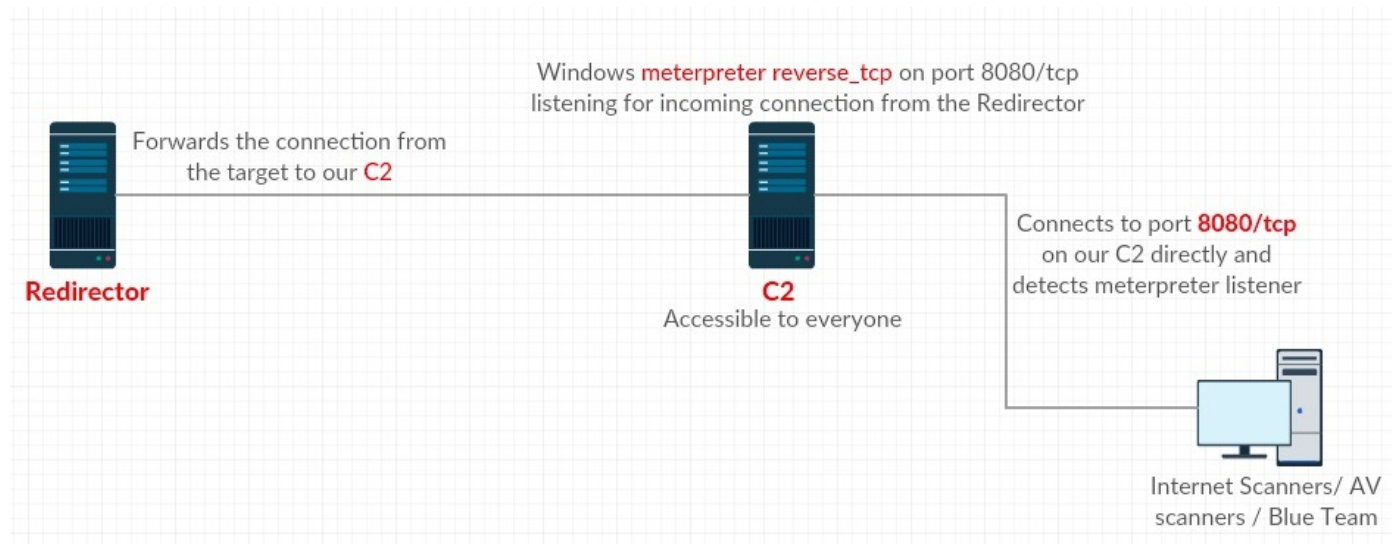 Windows meterpreter reverse_tcp on port 8080/tcp
listening for incoming connection from the Redirector
Forwards the connection from
the target to our C2
Redirector
C2
Accessible to everyone
Connects to port 8080/tcp
on our C2 directly and
detects meterpreter listener
Internet Scanners/ AV
scanners / Blue Team